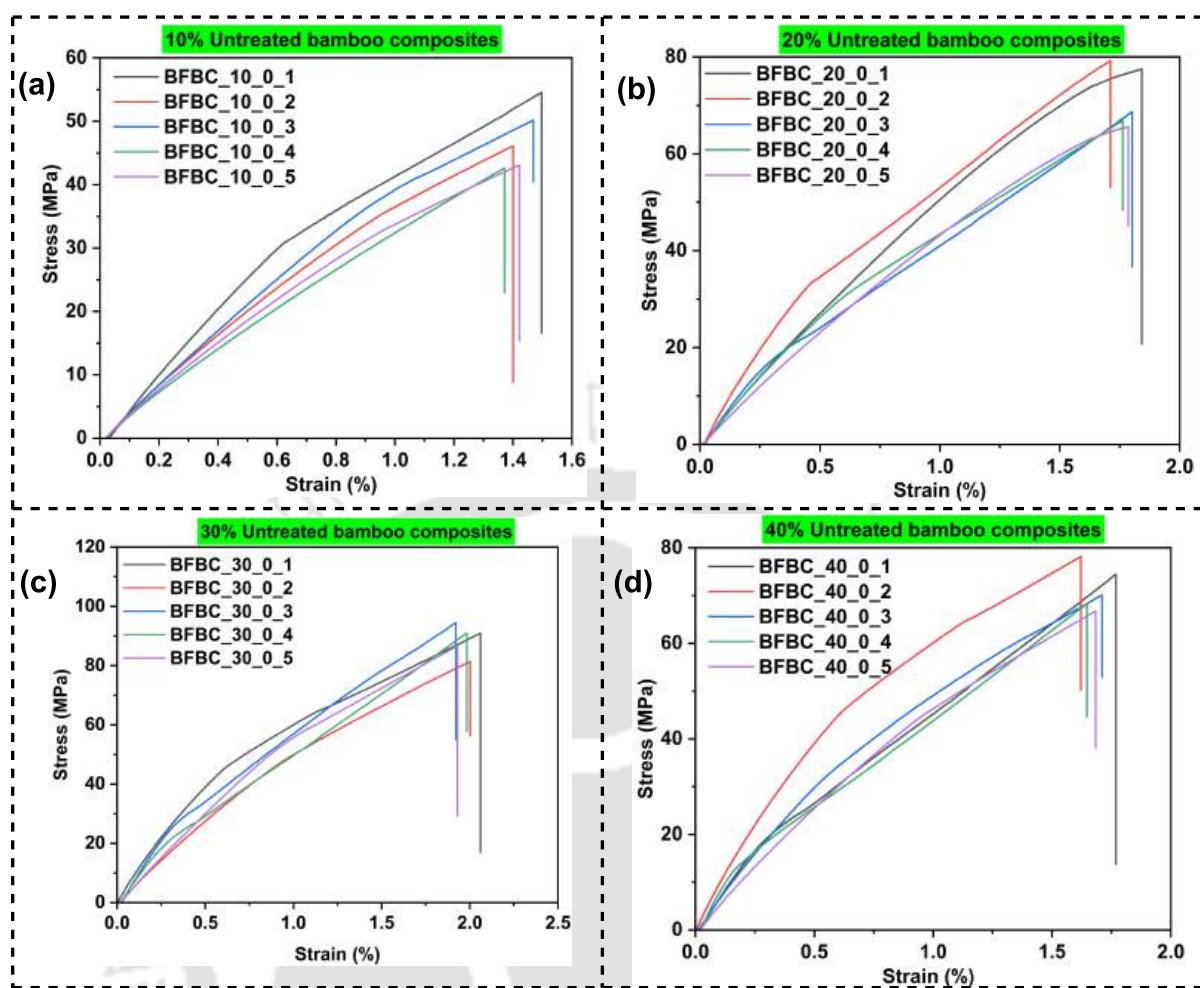 10% Untreated bamboo composites
(a)
BFBC_10_0_1
BFBC_10_0_2
BFBC_10_0_3
BFBC_10_0_4
BFBC_10_0_5
60
50
40
30
20
10
0
Stress (MPa)
0.0 0.2 0.4 0.6 0.8 1.0 1.2 1.4 1.6
Strain (%)
20% Untreated bamboo composites
(b)
BFBC_20_0_1
BFBC_20_0_2
BFBC_20_0_3
BFBC_20_0_4
BFBC_20_0_5
80
60
40
20
0
Stress (MPa)
0.0 0.5 1.0 1.5 2.0
Strain (%)
30% Untreated bamboo composites
(c)
BFBC_30_0_1
BFBC_30_0_2
BFBC_30_0_3
BFBC_30_0_4
BFBC_30_0_5
120
100
80
60
40
20
0
Stress (MPa)
0.0 0.5 1.0 1.5 2.0 2.5
Strain (%)
40% Untreated bamboo composites
(d)
BFBC_40_0_1
BFBC_40_0_2
BFBC_40_0_3
BFBC_40_0_4
BFBC_40_0_5
80
60
40
20
0
Stress (MPa)
0.0 0.5 1.0 1.5 2.0
Strain (%)